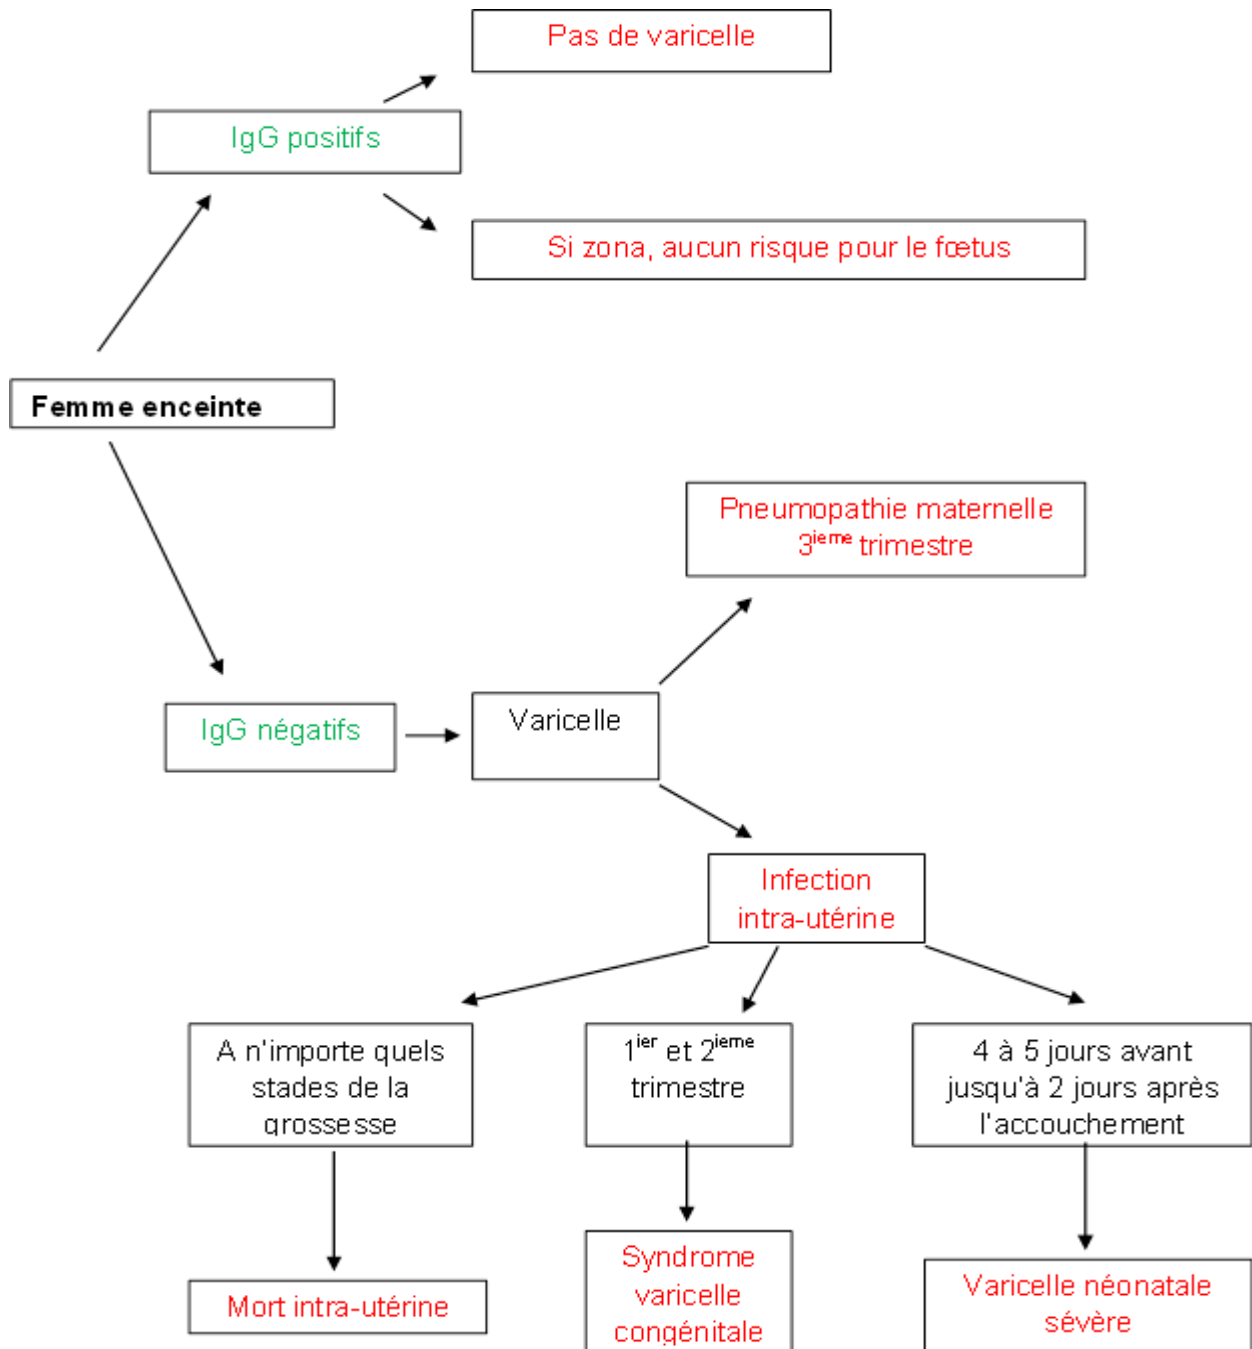 Pas de varicelle
IgG positifs
Si zona, aucun risque pour le fœtus
Femme enceinte
Pneumopathie maternelle
3ieme trimestre
IgG négatifs
Varicelle
Infection
intra-utérine
A n'importe quels
stades de la
grossesse
1ier et 2ieme
trimestre
4 à 5 jours avant
jusqu'à 2 jours après
l'accouchement
Mort intra-utérine
Syndrome
varicelle
congénitale
Varicelle néonatale
sévère